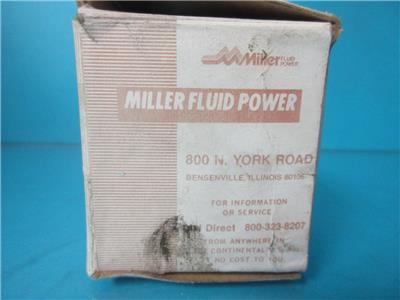 Miller FLUID POWER
MILLER FLUID POWER
800 N. YORK ROAD
BENSENVILLE, ILLINOIS 60106
FOR INFORMATION
OR SERVICE
Direct 800-323-8207
FROM ANYWHERE IN
CONTINENTAL
NO COST TO YOU